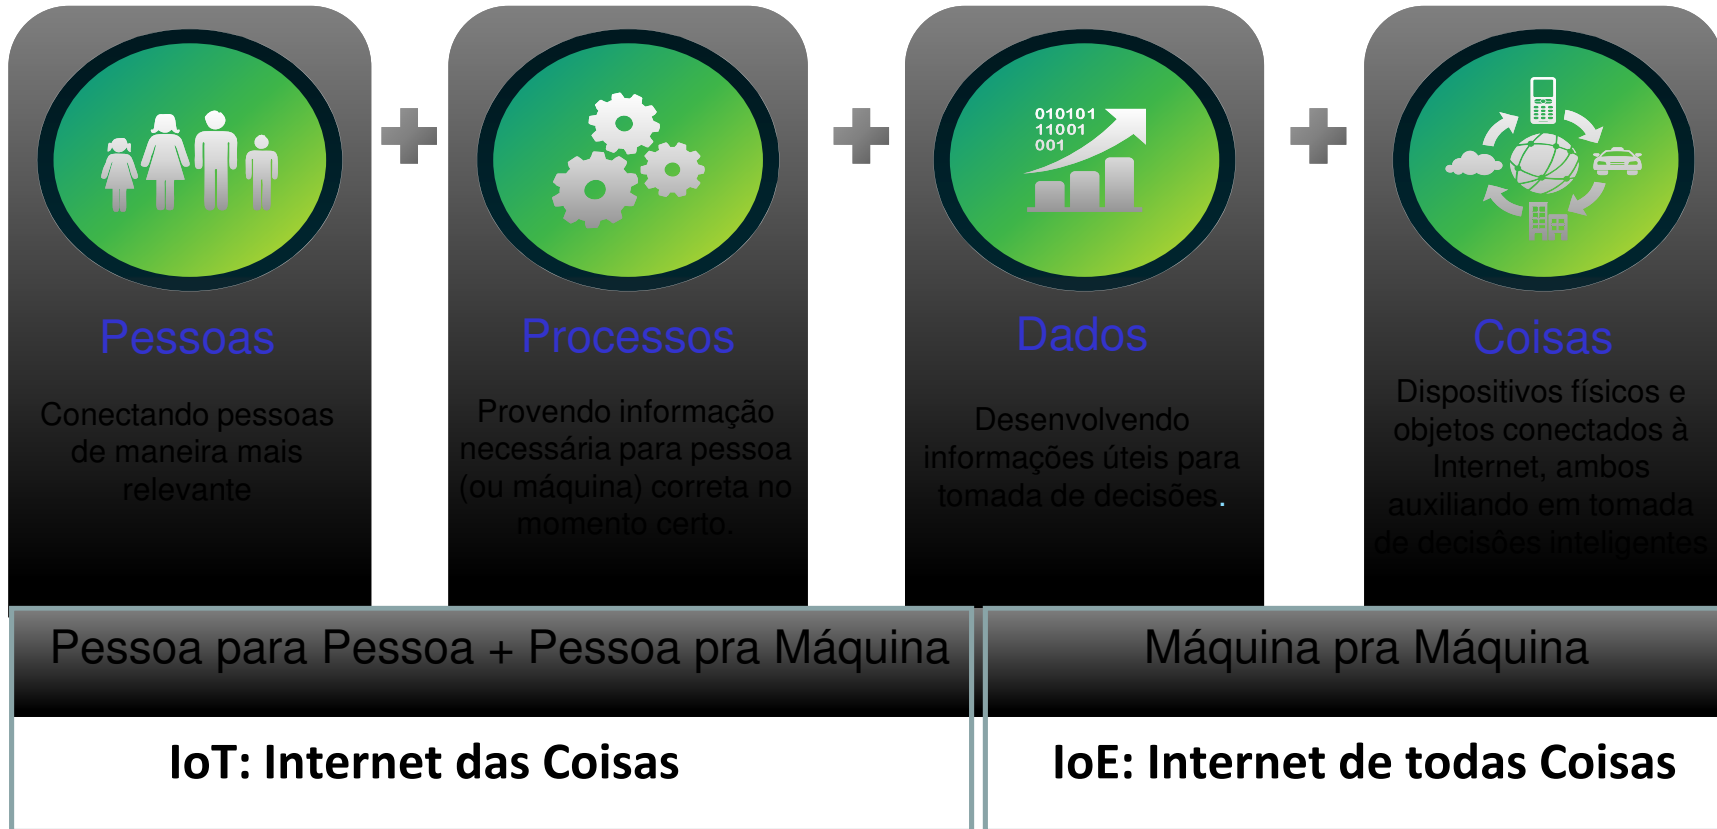 Pessoas
Conectando pessoas
de maneira mais
relevante
Processos
Provendo informação
necessária para pessoa
(ou máquina) correta no
momento certo.
010101
11001
001
Dados
Desenvolvendo
informações úteis para
tomada de decisões.
Coisas
Dispositivos físicos e
objetos conectados à
Internet, ambos
auxiliando em tomada
de decisões inteligentes
Pessoa para Pessoa + Pessoa pra Máquina
Máquina pra Máquina
IoT: Internet das Coisas
IoE: Internet de todas Coisas